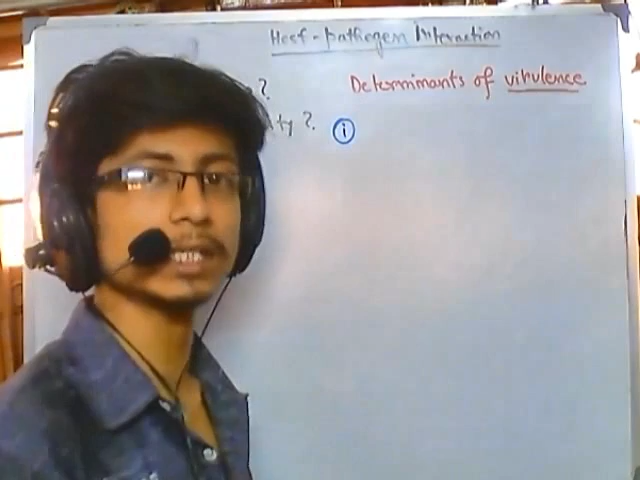 Host-pathogen Interaction
?
Determinants of virulence
ty ?
i